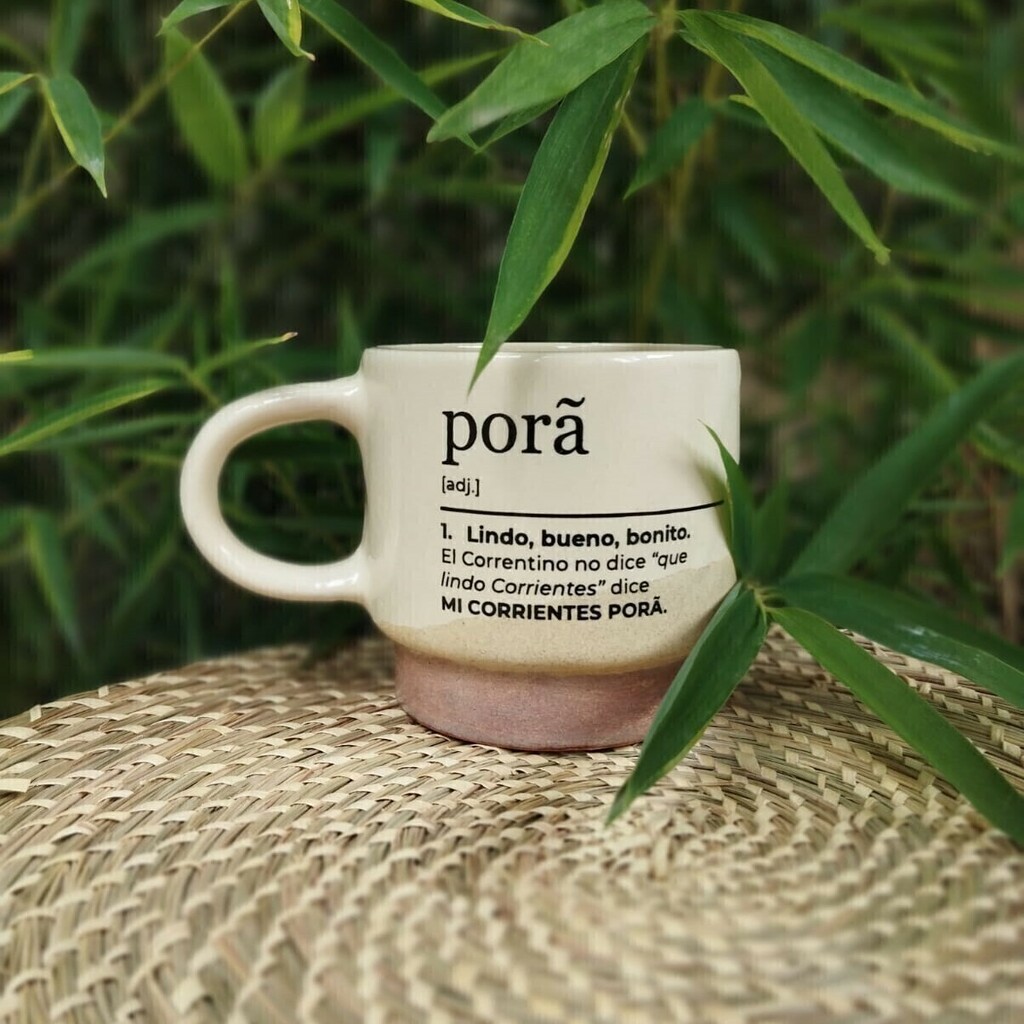 porã
[adj.]
1. Lindo, bueno, bonito.
El Correntino no dice “que
lindo Corrientes” dice
MI CORRIENTES PORÃ.